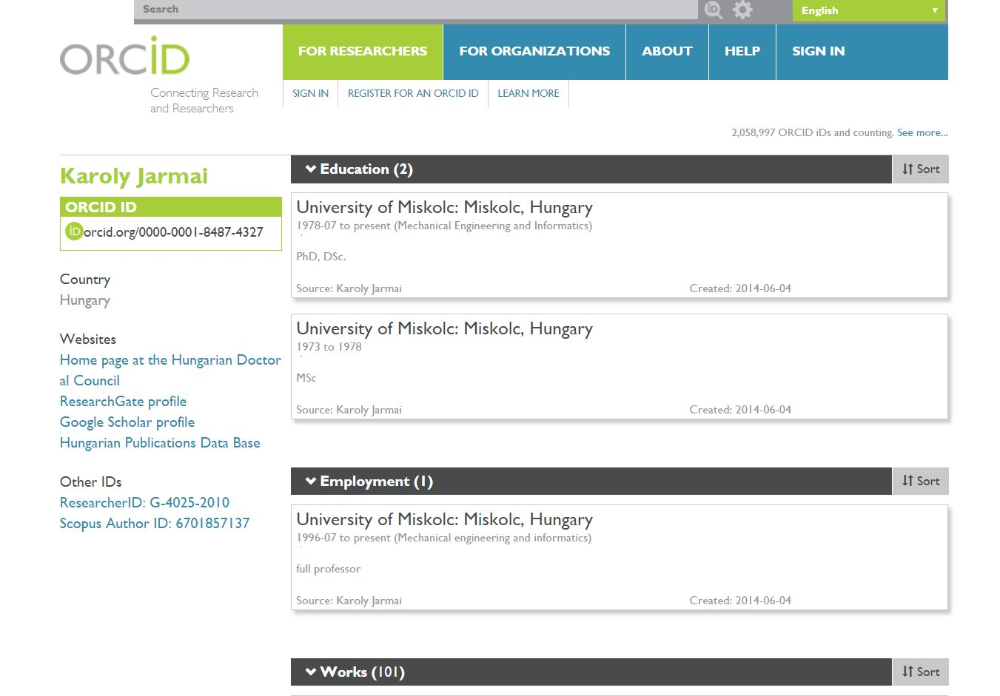 Search
English
ORCID
Connecting Research
and Researchers
FOR RESEARCHERS
FOR ORGANIZATIONS
ABOUT
HELP
SIGN IN
SIGN IN
REGISTER FOR AN ORCID ID
LEARN MORE
2,058,997 ORCID iDs and counting. See more...
Karoly Jarmai
ORCID ID
iD orcid.org/0000-0001-8487-4327
Country
Hungary
Websites
Home page at the Hungarian Doctor
al Council
ResearchGate profile
Google Scholar profile
Hungarian Publications Data Base
Other IDs
ResearcherID: G-4025-2010
Scopus Author ID: 6701857137
Education (2)
Sort
University of Miskolc: Miskolc, Hungary
1978-07 to present (Mechanical Engineering and Informatics)
PhD, DSc.
Source: Karoly Jarmai
Created: 2014-06-04
University of Miskolc: Miskolc, Hungary
1973 to 1978
MSc
Source: Karoly Jarmai
Created: 2014-06-04
Employment (1)
Sort
University of Miskolc: Miskolc, Hungary
1996-07 to present (Mechanical engineering and informatics)
full professor
Source: Karoly Jarmai
Created: 2014-06-04
Works (101)
Sort